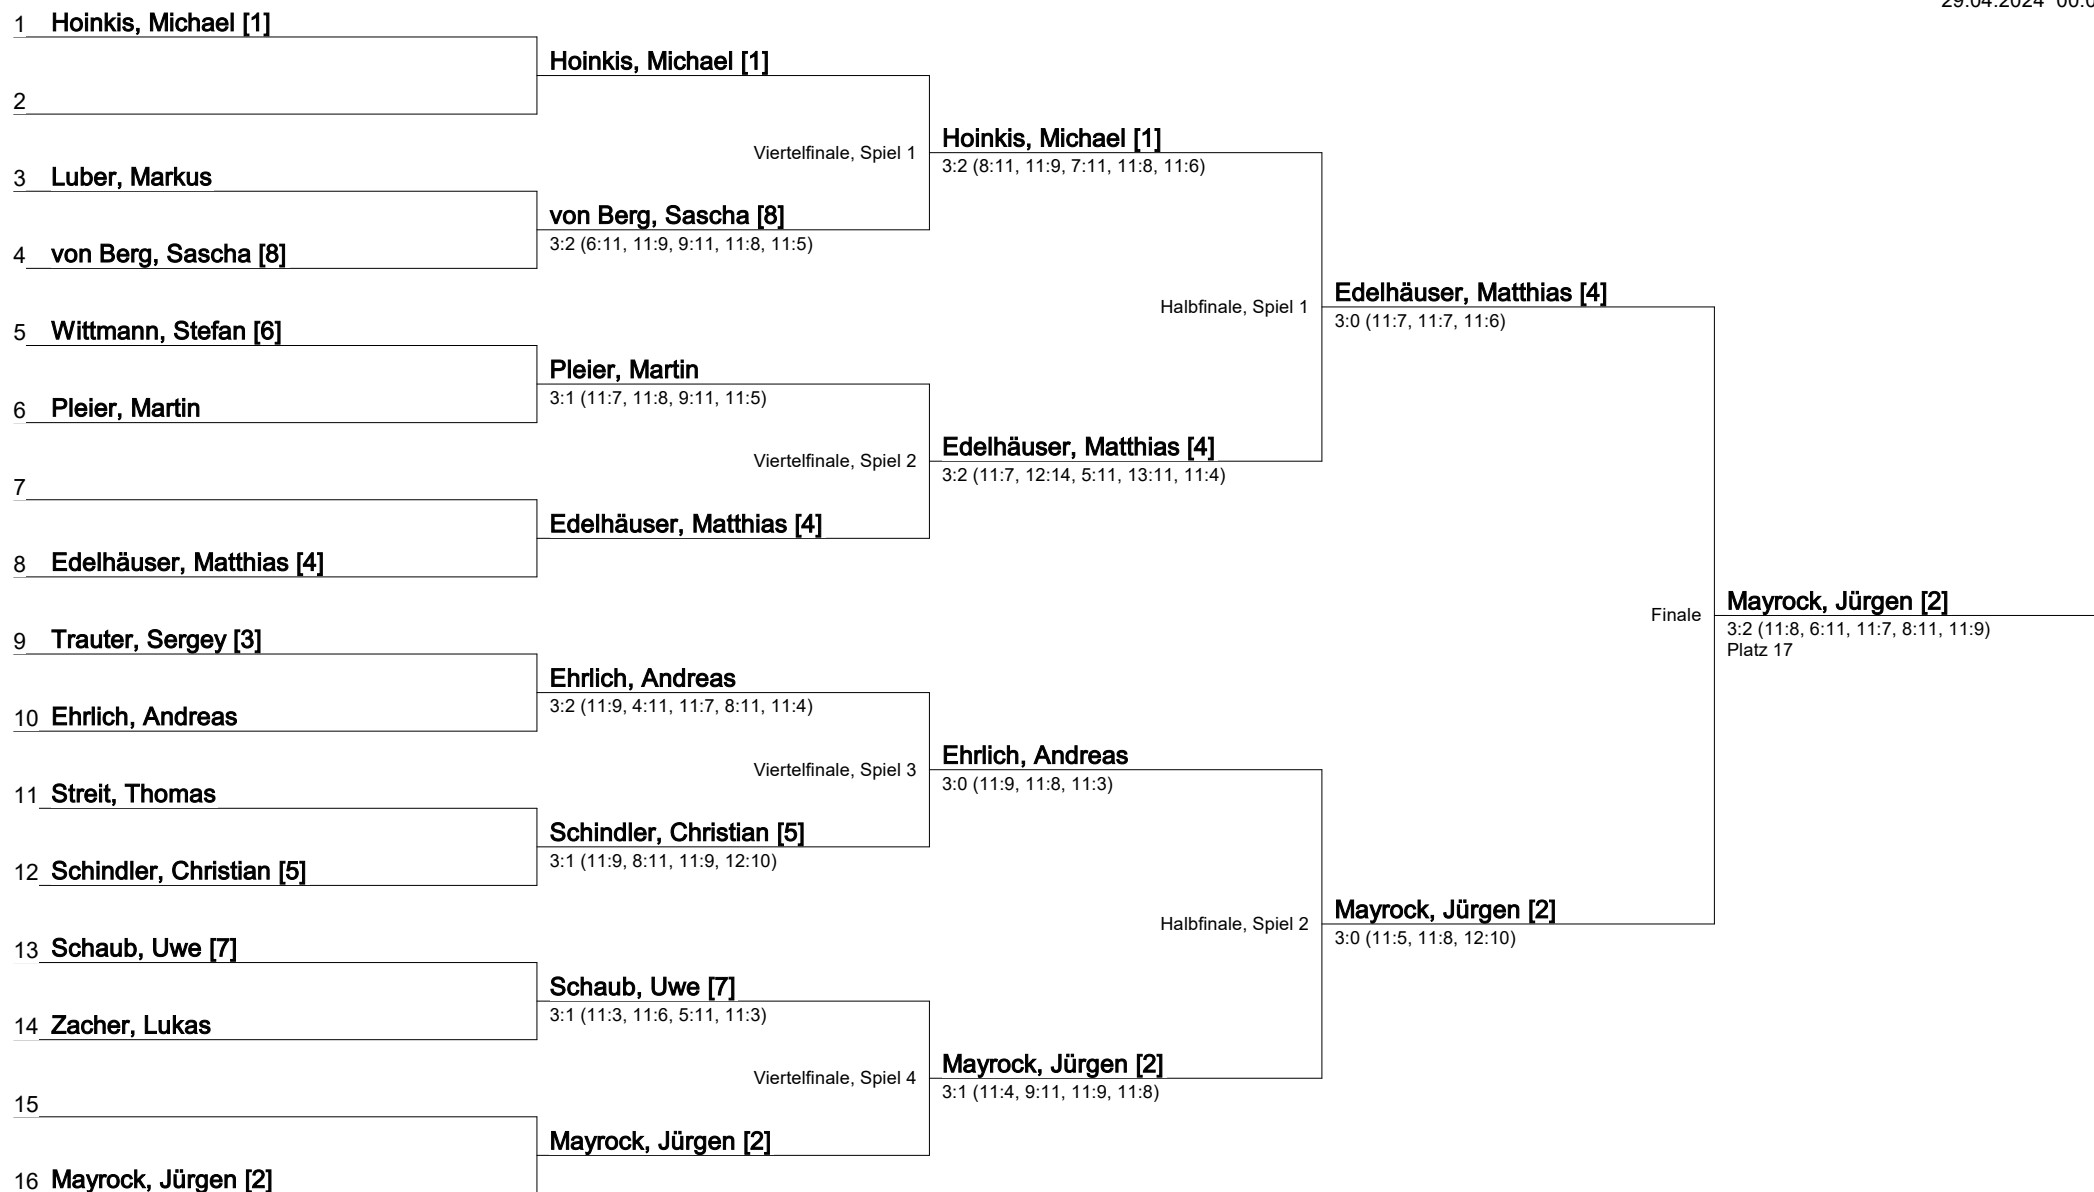 29.04.2024 00:0
1 Hoinkis, Michael [1]
Hoinkis, Michael [1]
2
Viertelfinale, Spiel 1
Hoinkis, Michael [1]
3:2 (8:11, 11:9, 7:11, 11:8, 11:6)
3 Luber, Markus
von Berg, Sascha [8]
3:2 (6:11, 11:9, 9:11, 11:8, 11:5)
4 von Berg, Sascha [8]
Halbfinale, Spiel 1
Edelhäuser, Matthias [4]
3:0 (11:7, 11:7, 11:6)
5 Wittmann, Stefan [6]
Pleier, Martin
3:1 (11:7, 11:8, 9:11, 11:5)
6 Pleier, Martin
Viertelfinale, Spiel 2
Edelhäuser, Matthias [4]
3:2 (11:7, 12:14, 5:11, 13:11, 11:4)
7
Edelhäuser, Matthias [4]
8 Edelhäuser, Matthias [4]
Finale
Mayrock, Jürgen [2]
3:2 (11:8, 6:11, 11:7, 8:11, 11:9)
Platz 17
9 Trauter, Sergey [3]
Ehrlich, Andreas
3:2 (11:9, 4:11, 11:7, 8:11, 11:4)
10 Ehrlich, Andreas
Viertelfinale, Spiel 3
Ehrlich, Andreas
3:0 (11:9, 11:8, 11:3)
11 Streit, Thomas
Schindler, Christian [5]
3:1 (11:9, 8:11, 11:9, 12:10)
12 Schindler, Christian [5]
Halbfinale, Spiel 2
Mayrock, Jürgen [2]
3:0 (11:5, 11:8, 12:10)
13 Schaub, Uwe [7]
Schaub, Uwe [7]
3:1 (11:3, 11:6, 5:11, 11:3)
14 Zacher, Lukas
Viertelfinale, Spiel 4
Mayrock, Jürgen [2]
3:1 (11:4, 9:11, 11:9, 11:8)
15
Mayrock, Jürgen [2]
16 Mayrock, Jürgen [2]